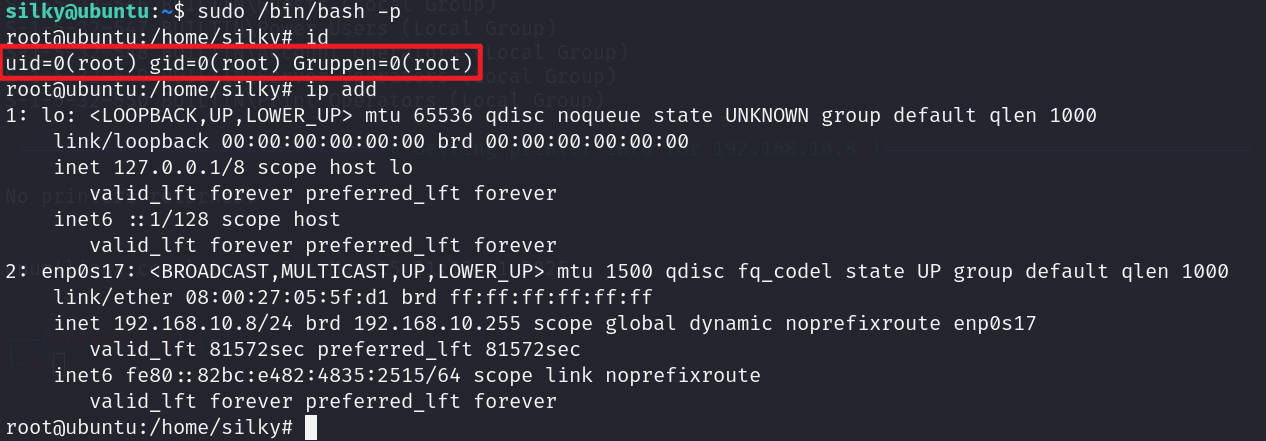 silky@ubuntu:~$ sudo /bin/bash -p
root@ubuntu:/home/silky# id
uid=0(root) gid=0(root) Gruppen=0(root)
root@ubuntu:/home/silky# ip add
1: lo: <LOOPBACK,UP,LOWER_UP> mtu 65536 qdisc noqueue state UNKNOWN group default qlen 1000
    link/loopback 00:00:00:00:00:00 brd 00:00:00:00:00:00
    inet 127.0.0.1/8 scope host lo
       valid_lft forever preferred_lft forever
    inet6 ::1/128 scope host
       valid_lft forever preferred_lft forever
2: enp0s17: <BROADCAST,MULTICAST,UP,LOWER_UP> mtu 1500 qdisc fq_codel state UP group default qlen 1000
    link/ether 08:00:27:05:5f:d1 brd ff:ff:ff:ff:ff:ff
    inet 192.168.10.8/24 brd 192.168.10.255 scope global dynamic noprefixroute enp0s17
       valid_lft 81572sec preferred_lft 81572sec
    inet6 fe80::82bc:e482:4835:2515/64 scope link noprefixroute
       valid_lft forever preferred_lft forever
root@ubuntu:/home/silky#